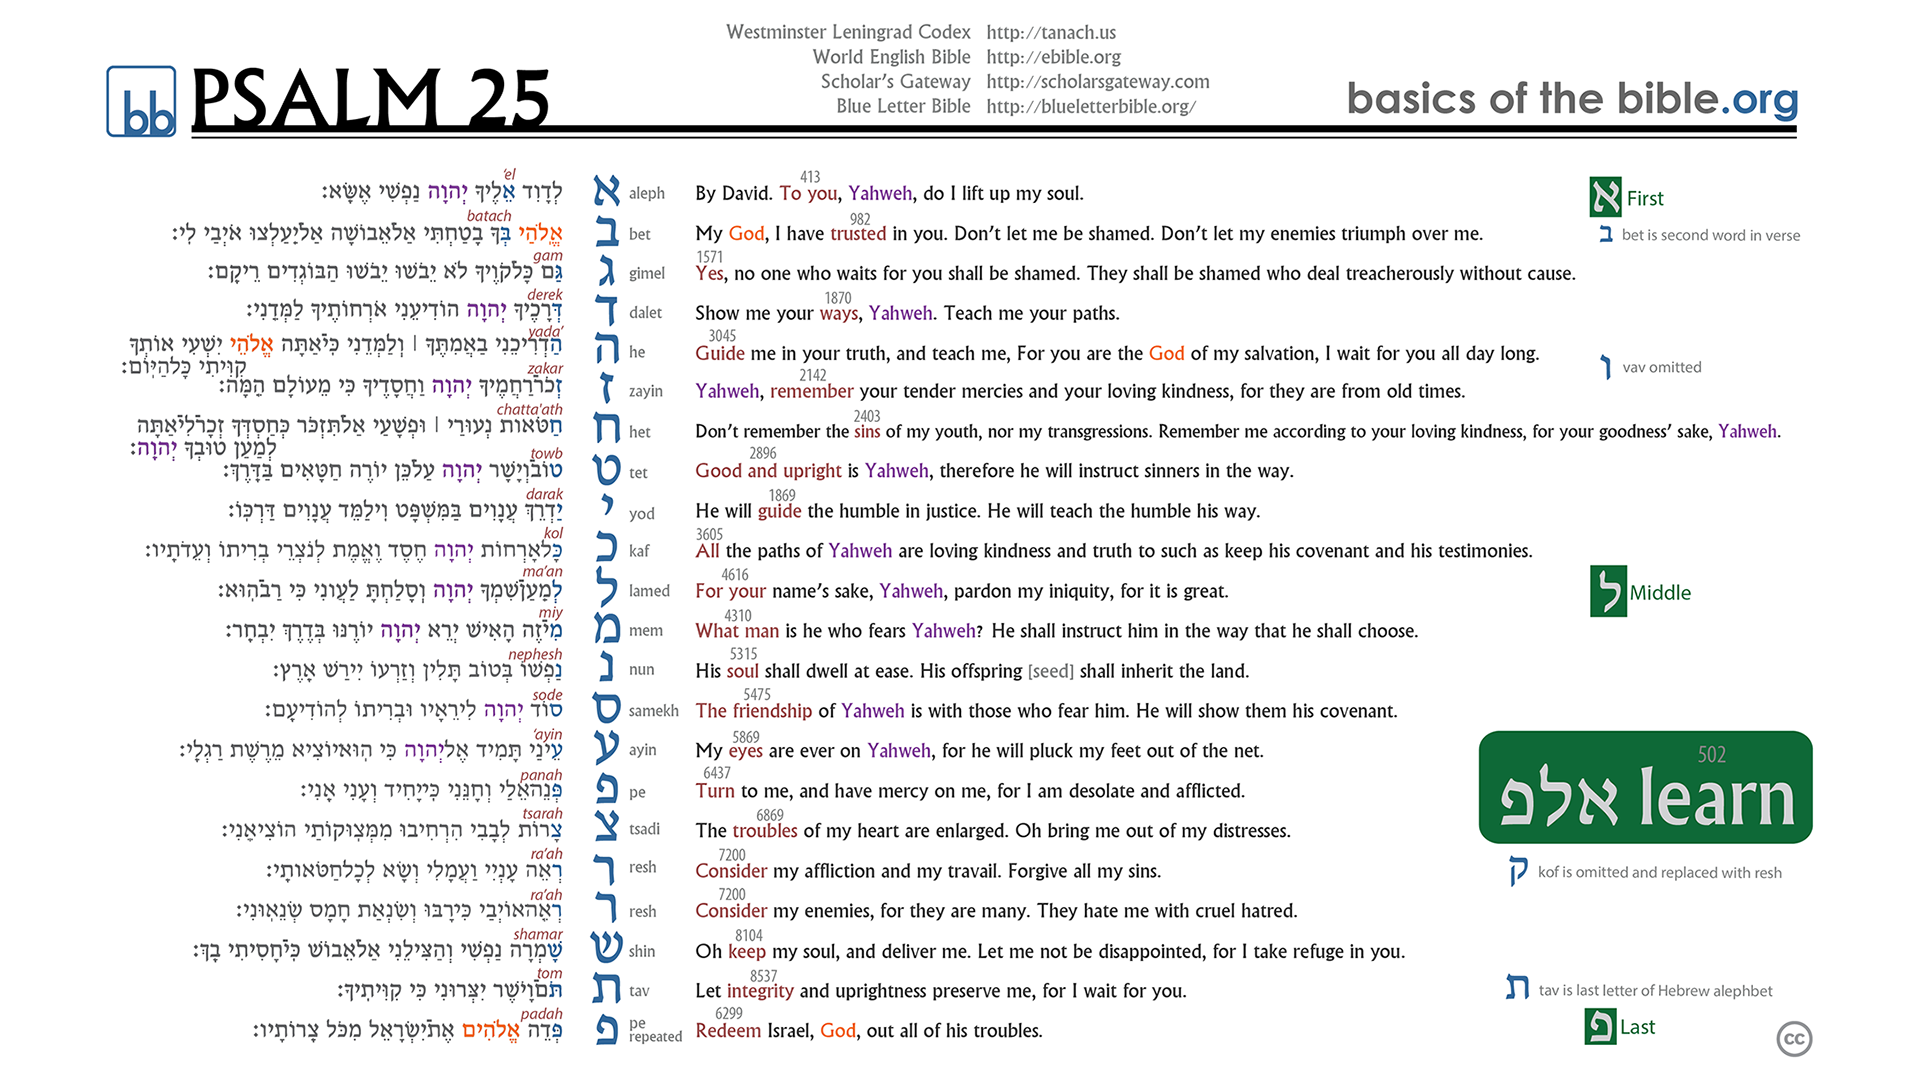 Westminster Leningrad Codex http://tanach.us
World English Bible http://ebible.org
Scholar's Gateway http://scholarsgateway.com
Blue Letter Bible http://blueletterbible.org/
bb PSALM 25
basics of the bible.org
'el 413
לְדָוִד אֵלֶיךָ יְהוָה נַפְשִׁי אֶשָּׂא׃ א aleph By David. To you, Yahweh, do I lift up my soul. א First
batach 982
אֱלֹהַי בְּךָ בָטַחְתִּי אַל־אֵבוֹשָׁה אַל־יַעַלְצוּ אֹיְבַי לִי׃ ב bet My God, I have trusted in you. Don't let me be shamed. Don't let my enemies triumph over me. ב bet is second word in verse
gam 1571
גַּם כָּל־קֹוֶיךָ לֹא יֵבֹשׁוּ יֵבֹשׁוּ הַבּוֹגְדִים רֵיקָם׃ ג gimel Yes, no one who waits for you shall be shamed. They shall be shamed who deal treacherously without cause.
derek 1870
דְּרָכֶיךָ יְהוָה הוֹדִיעֵנִי אֹרְחוֹתֶיךָ לַמְּדֵנִי׃ ד dalet Show me your ways, Yahweh. Teach me your paths.
yada' 3045
הַדְרִיכֵנִי בַאֲמִתֶּךָ ׀ וְלַמְּדֵנִי כִּי־אַתָּה אֱלֹהֵי יִשְׁעִי אוֹתְךָ ה he Guide me in your truth, and teach me, For you are the God of my salvation, I wait for you all day long.
קִוִּיתִי כָּל־הַיּוֹם׃ ו vav omitted
zakar 2142
זְכֹר־רַחֲמֶיךָ יְהוָה וַחֲסָדֶיךָ כִּי מֵעוֹלָם הֵמָּה׃ ז zayin Yahweh, remember your tender mercies and your loving kindness, for they are from old times.
chatta'ath 2403
חַטֹּאות נְעוּרַי ׀ וּפְשָׁעַי אַל־תִּזְכֹּר כְּחַסְדְּךָ זְכָר־לִי־אַתָּה ח het Don't remember the sins of my youth, nor my transgressions. Remember me according to your loving kindness, for your goodness' sake, Yahweh.
לְמַעַן טוּבְךָ יְהוָה׃
towb 2896
טוֹב־וְיָשָׁר יְהוָה עַל־כֵּן יוֹרֶה חַטָּאִים בַּדָּרֶךְ׃ ט tet Good and upright is Yahweh, therefore he will instruct sinners in the way.
darak 1869
יַדְרֵךְ עֲנָוִים בַּמִּשְׁפָּט וִילַמֵּד עֲנָוִים דַּרְכּוֹ׃ י yod He will guide the humble in justice. He will teach the humble his way.
kol 3605
כָּל־אָרְחוֹת יְהוָה חֶסֶד וֶאֱמֶת לְנֹצְרֵי בְרִיתוֹ וְעֵדֹתָיו׃ כ kaf All the paths of Yahweh are loving kindness and truth to such as keep his covenant and his testimonies.
ma'an 4616
לְמַעַן־שִׁמְךָ יְהוָה וְסָלַחְתָּ לַעֲוֹנִי כִּי רַב־הוּא׃ ל lamed For your name's sake, Yahweh, pardon my iniquity, for it is great. ל Middle
miy 4310
מִי־זֶה הָאִישׁ יְרֵא יְהוָה יוֹרֶנּוּ בְּדֶרֶךְ יִבְחָר׃ מ mem What man is he who fears Yahweh? He shall instruct him in the way that he shall choose.
nephesh 5315
נַפְשׁוֹ בְּטוֹב תָּלִין וְזַרְעוֹ יִירַשׁ אָרֶץ׃ נ nun His soul shall dwell at ease. His offspring [seed] shall inherit the land.
sode 5475
סוֹד יְהוָה לִירֵאָיו וּבְרִיתוֹ לְהוֹדִיעָם׃ ס samekh The friendship of Yahweh is with those who fear him. He will show them his covenant.
'ayin 5869
עֵינַי תָּמִיד אֶל־יְהוָה כִּי הוּא־יוֹצִיא מֵרֶשֶׁת רַגְלָי׃ ע ayin My eyes are ever on Yahweh, for he will pluck my feet out of the net.
502
אלפ learn
panah 6437
פְּנֵה־אֵלַי וְחָנֵּנִי כִּי־יָחִיד וְעָנִי אָנִי׃ פ pe Turn to me, and have mercy on me, for I am desolate and afflicted.
tsarah 6869
צָרוֹת לְבָבִי הִרְחִיבוּ מִמְּצוּקוֹתַי הוֹצִיאֵנִי׃ צ tsadi The troubles of my heart are enlarged. Oh bring me out of my distresses.
ra'ah 7200
רְאֵה עָנְיִי וַעֲמָלִי וְשָׂא לְכָל־חַטֹּאותָי׃ ר resh Consider my affliction and my travail. Forgive all my sins. ק kof is omitted and replaced with resh
ra'ah 7200
רְאֵה־אוֹיְבַי כִּי־רָבּוּ וְשִׂנְאַת חָמָס שְׂנֵאוּנִי׃ ר resh Consider my enemies, for they are many. They hate me with cruel hatred.
shamar 8104
שָׁמְרָה נַפְשִׁי וְהַצִּילֵנִי אַל־אֵבוֹשׁ כִּי־חָסִיתִי בָךְ׃ ש shin Oh keep my soul, and deliver me. Let me not be disappointed, for I take refuge in you.
tom 8537
תֹּם־וָיֹשֶׁר יִצְּרוּנִי כִּי קִוִּיתִיךָ׃ ת tav Let integrity and uprightness preserve me, for I wait for you. ת tav is last letter of Hebrew alephbet
padah 6299
פְּדֵה אֱלֹהִים אֶת־יִשְׂרָאֵל מִכֹּל צָרוֹתָיו׃ פ pe repeated Redeem Israel, God, out all of his troubles. פ Last
cc